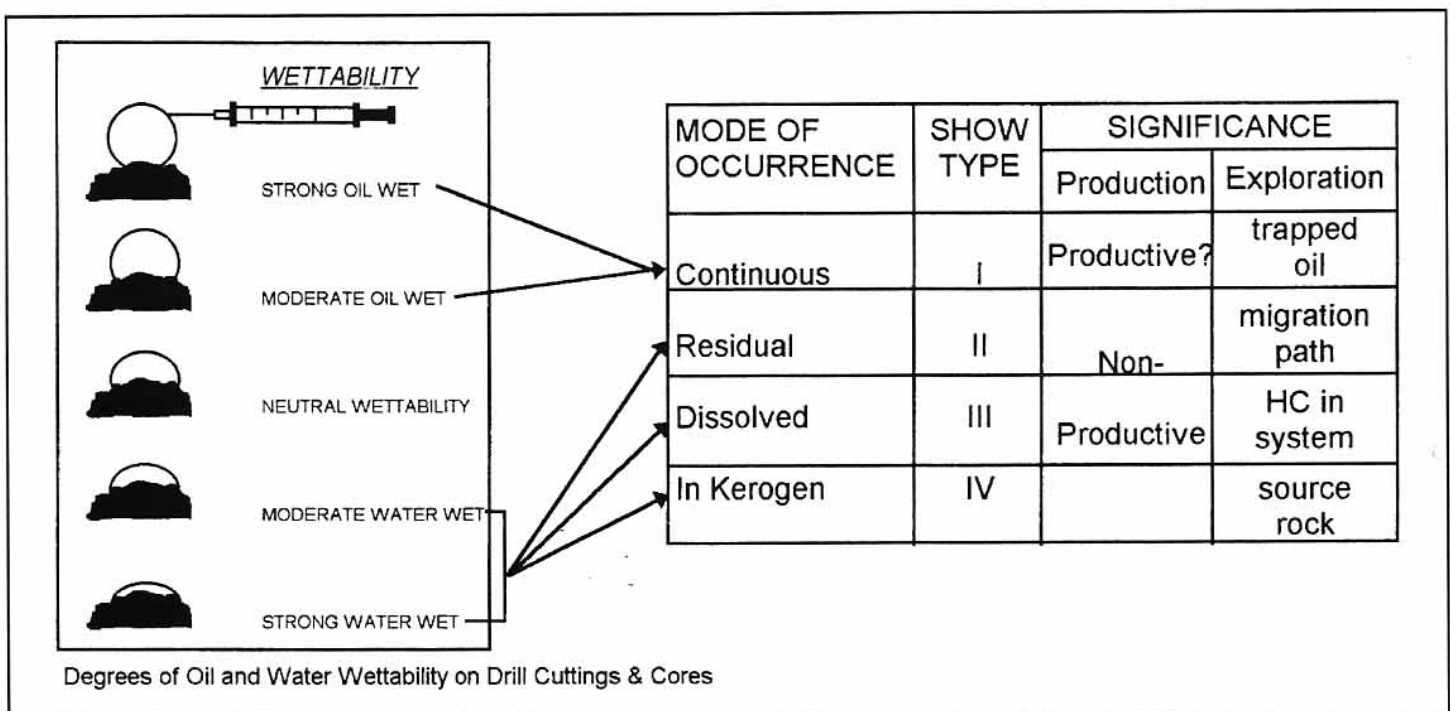 WETTABILITY
STRONG OIL WET
MODERATE OIL WET
NEUTRAL WETTABILITY
MODERATE WATER WET
STRONG WATER WET
MODE OF
OCCURRENCE
SHOW
TYPE
SIGNIFICANCE
Production
Exploration
Continuous
I
Productive?
trapped
oil
Residual
II
Non-
migration
path
Dissolved
III
Productive
HC in
system
In Kerogen
IV
source
rock
Degrees of Oil and Water Wettability on Drill Cuttings & Cores